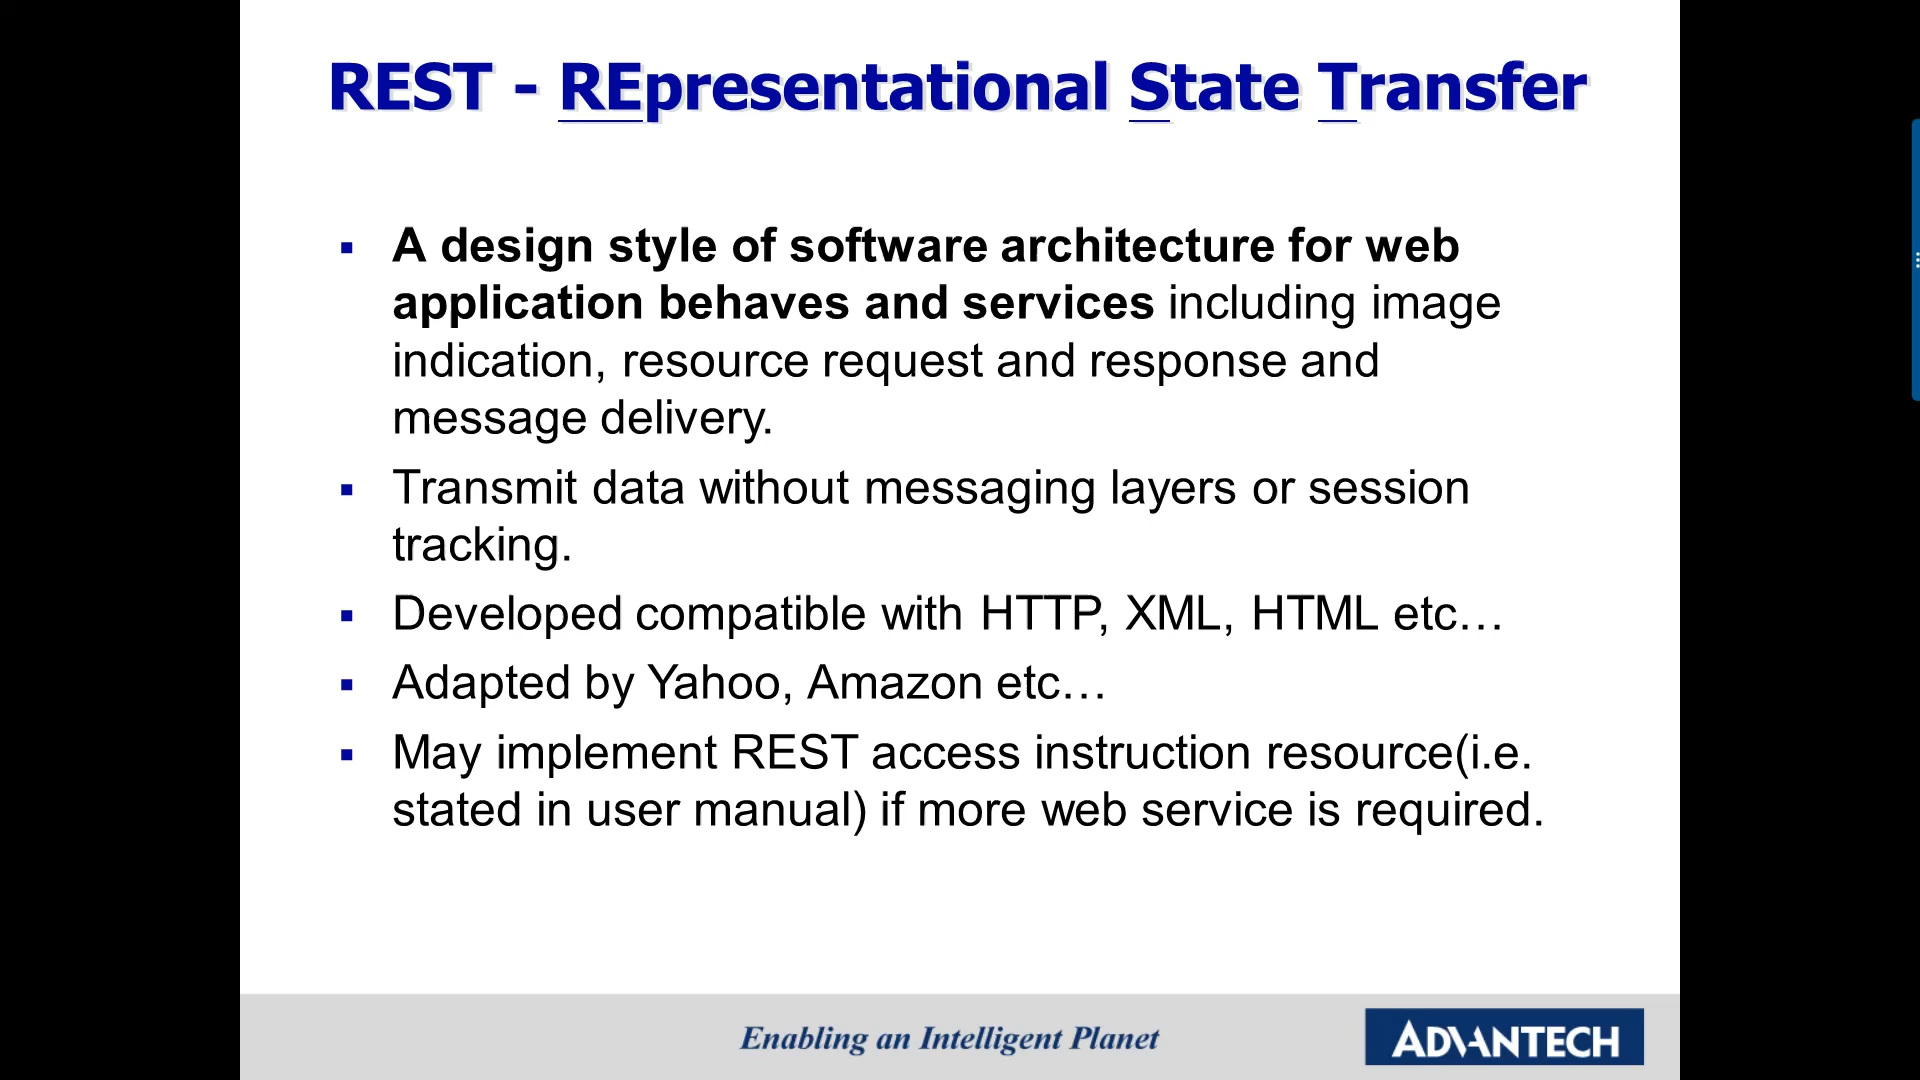 REST - REpresentational State Transfer
▪ A design style of software architecture for web
application behaves and services including image
indication, resource request and response and
message delivery.
▪ Transmit data without messaging layers or session
tracking.
▪ Developed compatible with HTTP, XML, HTML etc…
▪ Adapted by Yahoo, Amazon etc…
▪ May implement REST access instruction resource(i.e.
stated in user manual) if more web service is required.
Enabling an Intelligent Planet
ADVANTECH